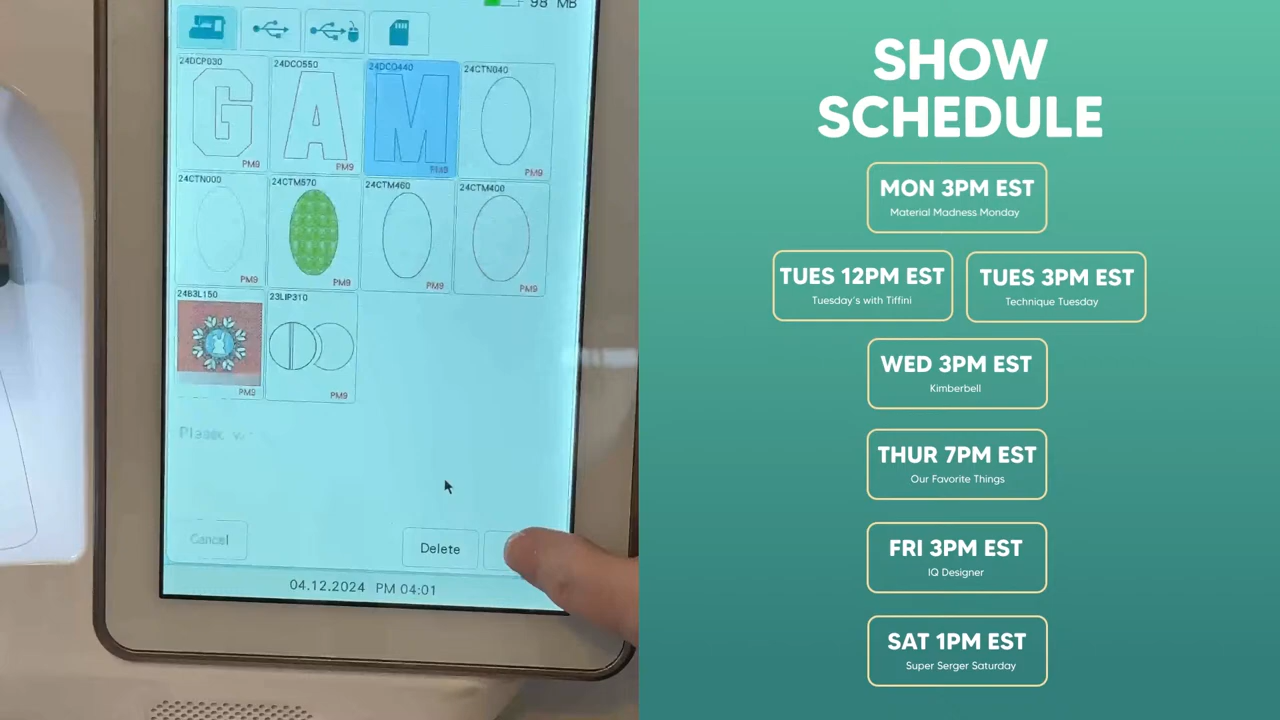 98 MB
24DCP030
24DCO550
24DCO440
24CTN040
G
A
M
PM9
PM9
PM9
PM9
24CTN000
24CTM570
24CTM460
24CTM400
PM9
PM9
PM9
PM9
24B3L150
23LIP310
PM9
PM9
Cancel
Delete
04.12.2024 PM 04:01
SHOW
SCHEDULE
MON 3PM EST
Material Madness Monday
TUES 12PM EST
Tuesday's with Tiffini
TUES 3PM EST
Technique Tuesday
WED 3PM EST
Kimberbell
THUR 7PM EST
Our Favorite Things
FRI 3PM EST
IQ Designer
SAT 1PM EST
Super Serger Saturday